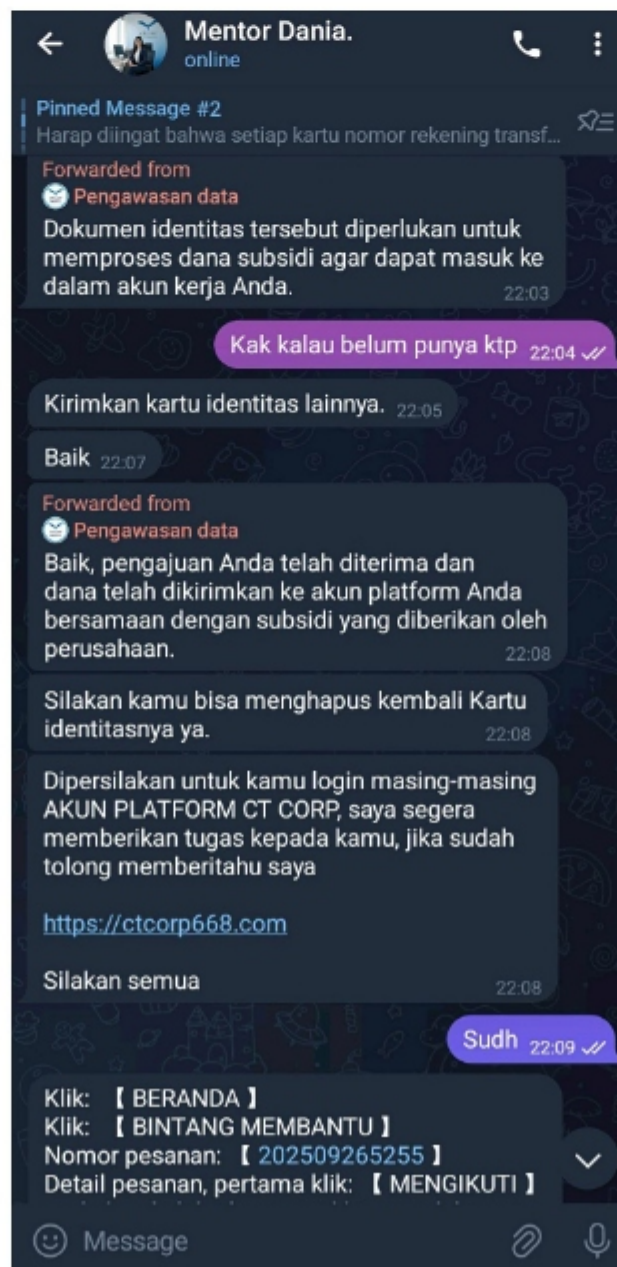 Mentor Dania.
online
Pinned Message #2
Harap diingat bahwa setiap kartu nomor rekening transf...
Forwarded from
Pengawasan data
Dokumen identitas tersebut diperlukan untuk
memproses dana subsidi agar dapat masuk ke
dalam akun kerja Anda.
22:03
Kak kalau belum punya ktp 22:04
Kirimkan kartu identitas lainnya. 22:05
Baik 22:07
Forwarded from
Pengawasan data
Baik, pengajuan Anda telah diterima dan
dana telah dikirimkan ke akun platform Anda
bersamaan dengan subsidi yang diberikan oleh
perusahaan.
22:08
Silakan kamu bisa menghapus kembali Kartu
identitasnya ya.
22:08
Dipersilakan untuk kamu login masing-masing
AKUN PLATFORM CT CORP, saya segera
memberikan tugas kepada kamu, jika sudah
tolong memberitahu saya
https://ctcorp668.com
Silakan semua
22:08
Sudh 22:09
Klik: 【 BERANDA 】
Klik: 【 BINTANG MEMBANTU 】
Nomor pesanan: 【 202509265255 】
Detail pesanan, pertama klik: 【 MENGIKUTI 】
Message